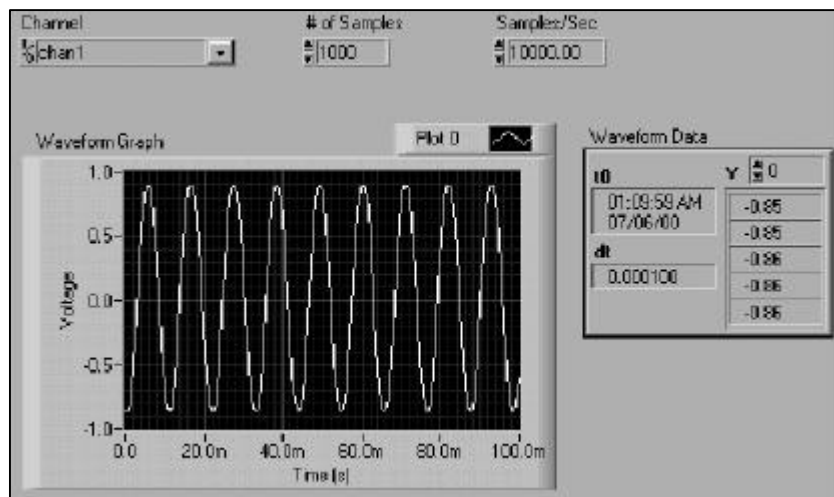 Channel
# of Samples
Samples/Sec
chan1
1000
10000.00
Waveform Graph
Plot 0
Voltage
1.0
0.5
0.0
-0.5
-1.0
0.0
20.0m
40.0m
60.0m
80.0m
100.0m
Time (s)
Waveform Data
t0
01:09:59 AM
07/06/00
dt
0.000100
Y
0
-0.85
-0.85
-0.86
-0.86
-0.86